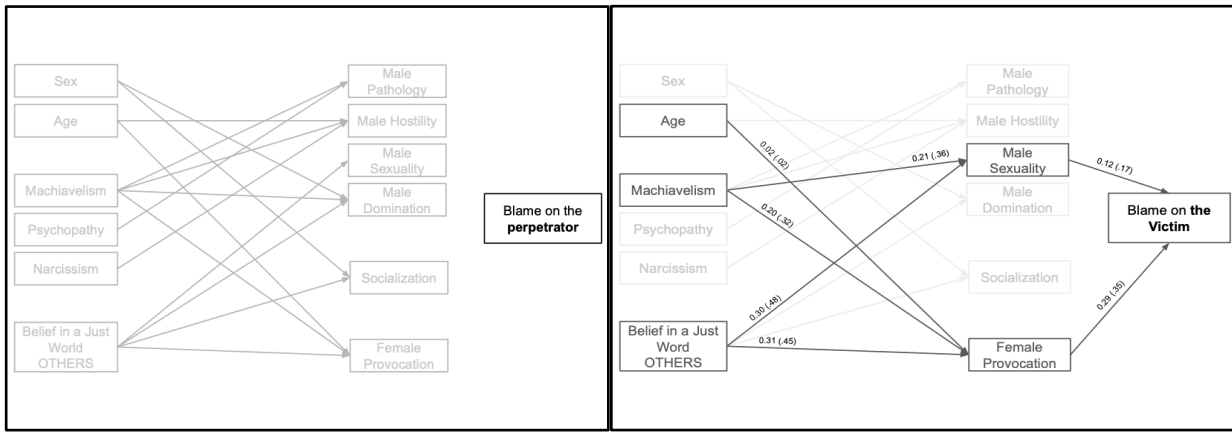 Sex
Age
Machiavelism
Psychopathy
Narcissism
Belief in a Just
Word
OTHERS
Male
Pathology
Male Hostility
Male
Sexuality
Male
Domination
Socialization
Female
Provocation
Blame on the
perpetrator
Sex
Age
Machiavelism
Psychopathy
Narcissism
Belief in a Just
Word
OTHERS
0.02 (.02)
0.21 (.36)
0.20 (.32)
0.30 (.48)
0.31 (.45)
Male
Pathology
Male Hostility
Male
Sexuality
Male
Domination
Socialization
Female
Provocation
0.12 (.17)
0.29 (.35)
Blame on the
Victim